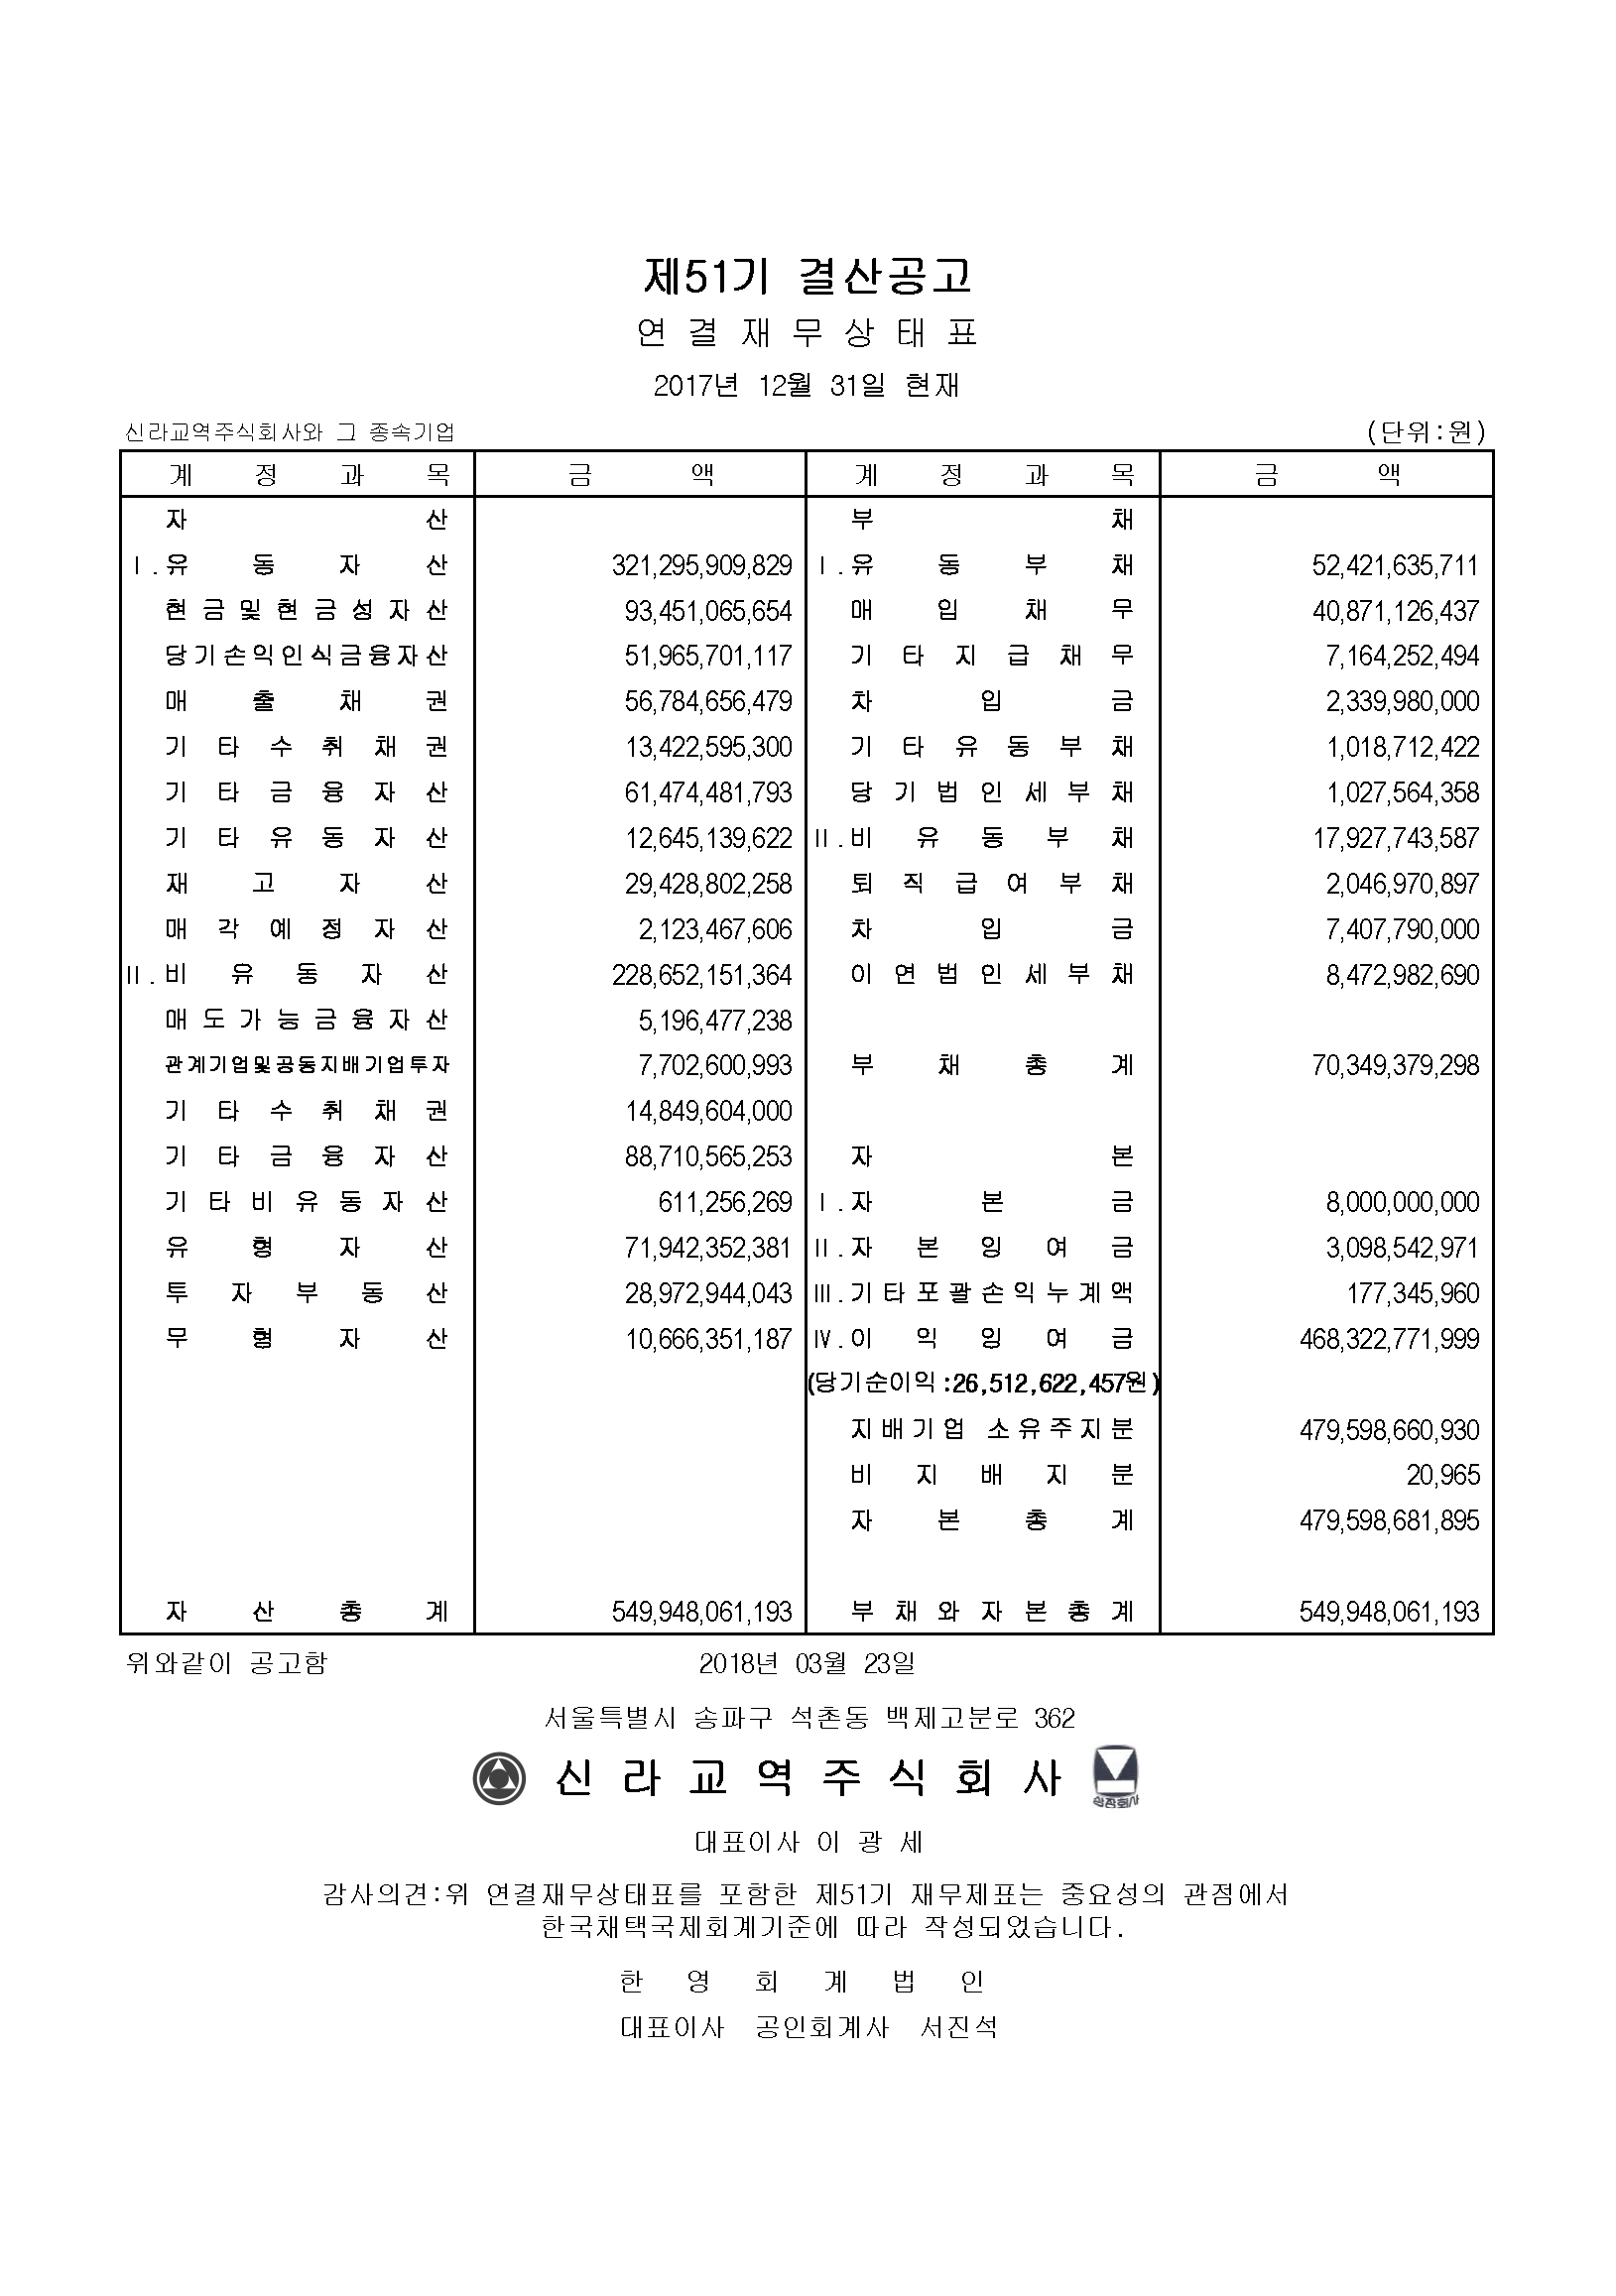 제51기 결산공고
연 결 재 무 상 태 표
2017년 12월 31일 현재
신라교역주식회사와 그 종속기업 (단위:원)
계 정 과 목 금 액 계 정 과 목 금 액
자 산 부 채
Ⅰ.유 동 자 산 321,295,909,829 Ⅰ.유 동 부 채 52,421,635,711
현금및현금성자산 93,451,065,654 매 입 채 무 40,871,126,437
당기손익인식금융자산 51,965,701,117 기 타 지 급 채 무 7,164,252,494
매 출 채 권 56,784,656,479 차 입 금 2,339,980,000
기 타 수 취 채 권 13,422,595,300 기 타 유 동 부 채 1,018,712,422
기 타 금 융 자 산 61,474,481,793 당 기 법 인 세 부 채 1,027,564,358
기 타 유 동 자 산 12,645,139,622 Ⅱ.비 유 동 부 채 17,927,743,587
재 고 자 산 29,428,802,258 퇴 직 급 여 부 채 2,046,970,897
매 각 예 정 자 산 2,123,467,606 차 입 금 7,407,790,000
Ⅱ.비 유 동 자 산 228,652,151,364 이 연 법 인 세 부 채 8,472,982,690
매 도 가 능 금 융 자 산 5,196,477,238
관계기업및공동지배기업투자 7,702,600,993 부 채 총 계 70,349,379,298
기 타 수 취 채 권 14,849,604,000
기 타 금 융 자 산 88,710,565,253 자 본
기 타 비 유 동 자 산 611,256,269 Ⅰ.자 본 금 8,000,000,000
유 형 자 산 71,942,352,381 Ⅱ.자 본 잉 여 금 3,098,542,971
투 자 부 동 산 28,972,944,043 Ⅲ.기타포괄손익누계액 177,345,960
무 형 자 산 10,666,351,187 Ⅳ.이 익 잉 여 금 468,322,771,999
(당기순이익:26,512,622,457원)
지배기업 소유주지분 479,598,660,930
비 지 배 지 분 20,965
자 본 총 계 479,598,681,895
자 산 총 계 549,948,061,193 부 채 와 자 본 총 계 549,948,061,193
위와같이 공고함 2018년 03월 23일
서울특별시 송파구 석촌동 백제고분로 362
신 라 교 역 주 식 회 사 상장회사
대표이사 이 광 세
감사의견:위 연결재무상태표를 포함한 제51기 재무제표는 중요성의 관점에서
한국채택국제회계기준에 따라 작성되었습니다.
한 영 회 계 법 인
대표이사 공인회계사 서진석